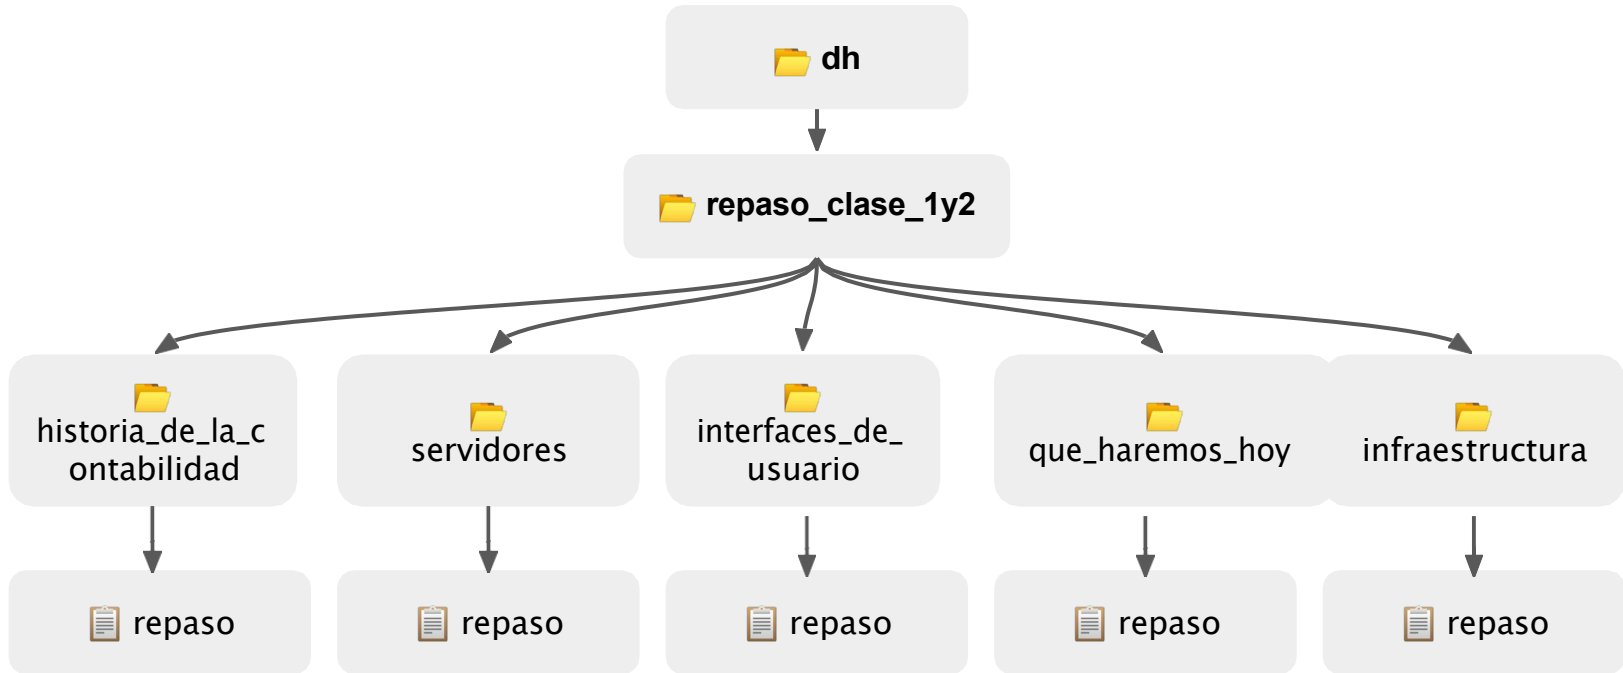 dh
repaso_clase_1y2
historia_de_la_c
ontabilidad
servidores
interfaces_de_
usuario
que_haremos_hoy
infraestructura
repaso
repaso
repaso
repaso
repaso